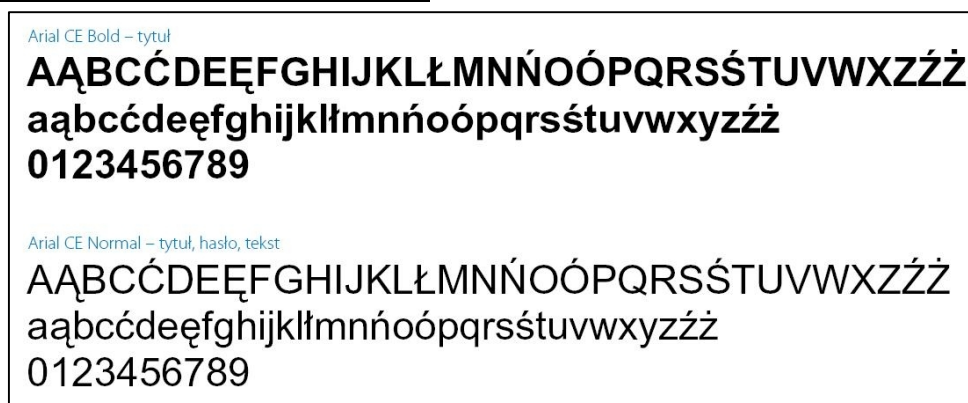 Arial CE Bold – tytuł
AĄBCĆDEĘFGHIJKLŁMNŃOÓPQRSŚTUVWXZŹŻ
aąbcćdeęfghijklłmnńoópqrsśtuvwxyzźż
0123456789
Arial CE Normal – tytuł, hasło, tekst
AĄBCĆDEĘFGHIJKLŁMNŃOÓPQRSŚTUVWXZŹŻ
aąbcćdeęfghijklłmnńoópqrsśtuvwxyzźż
0123456789